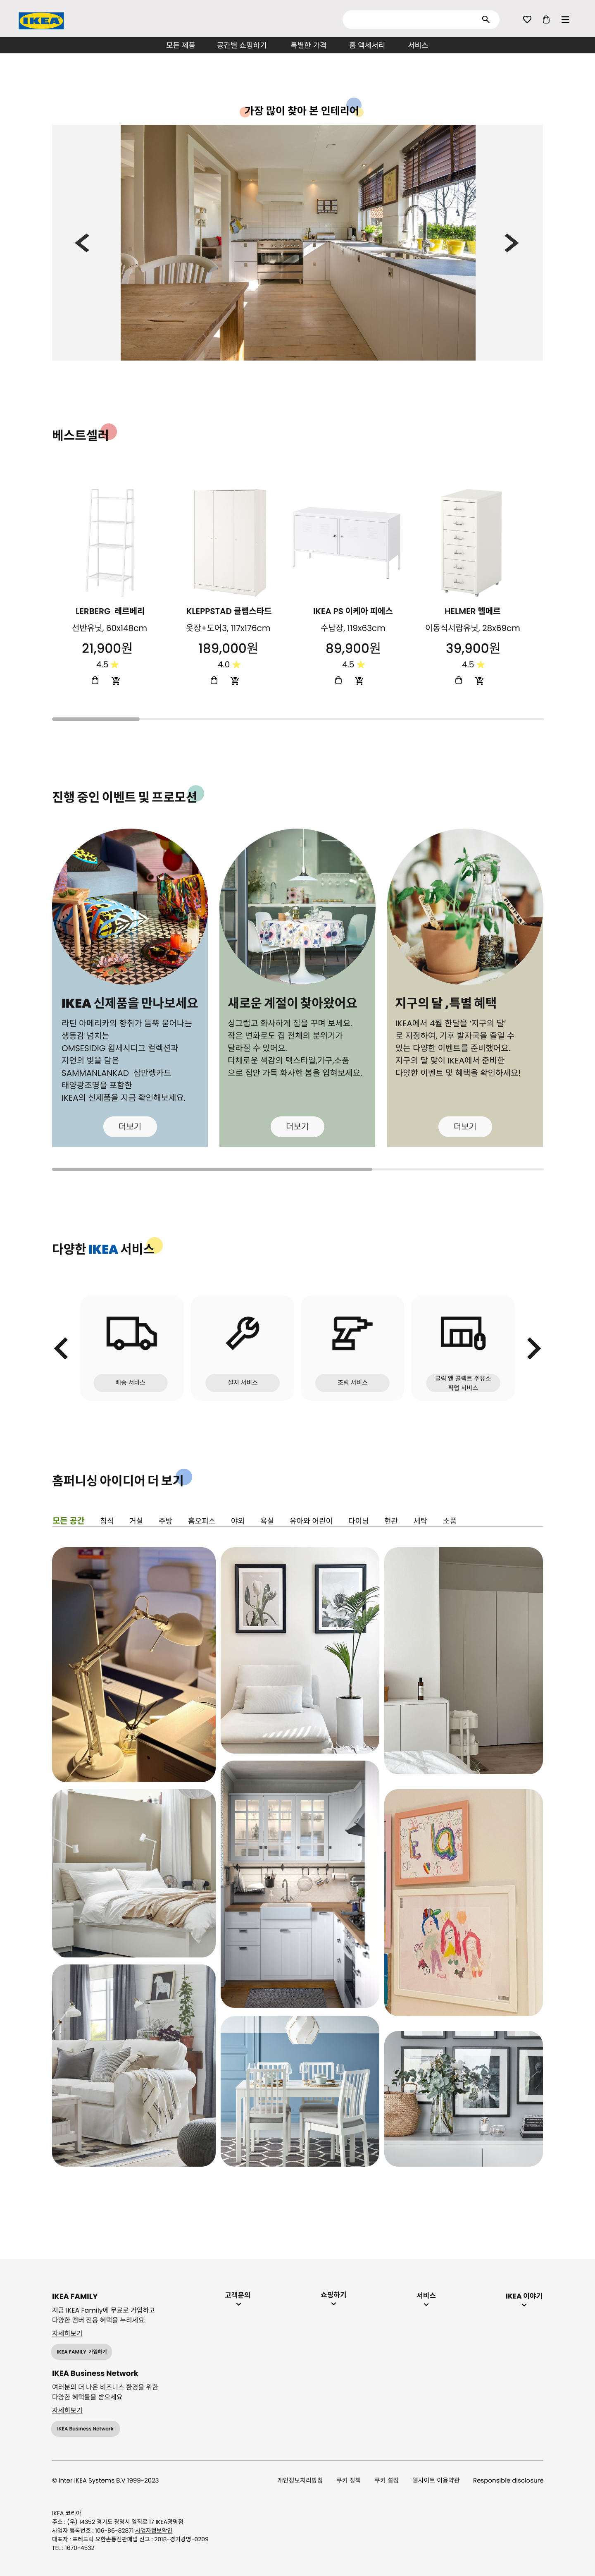 IKEA
모든 제품 공간별 쇼핑하기 특별한 가격 홈 액세서리 서비스
가장 많이 찾아 본 인테리어
베스트셀러
LERBERG 레르베리
선반유닛, 60x148cm
21,900원
4.5
KLEPPSTAD 클렙스타드
옷장+도어3, 117x176cm
189,000원
4.0
IKEA PS 이케아 피에스
수납장, 119x63cm
89,900원
4.5
HELMER 헬메르
이동식서랍유닛, 28x69cm
39,900원
4.5
진행 중인 이벤트 및 프로모션
IKEA 신제품을 만나보세요
라틴 아메리카의 향취가 듬뿍 묻어나는
생동감 넘치는
OMSESIDIG 윔세시디그 컬렉션과
자연의 빛을 담은
SAMMANLANKAD 삼만렝카드
태양광조명을 포함한
IKEA의 신제품을 지금 확인해보세요.
더보기
새로운 계절이 찾아왔어요
싱그럽고 화사하게 집을 꾸며 보세요.
작은 변화로도 집 전체의 분위기가
달라질 수 있어요.
다채로운 색감의 텍스타일,가구,소품
으로 집안 가득 화사한 봄을 입혀보세요.
더보기
지구의 달 ,특별 혜택
IKEA에서 4월 한달을 ‘지구의 달’
로 지정하여, 기후 발자국을 줄일 수
있는 다양한 이벤트를 준비했어요.
지구의 달 맞이 IKEA에서 준비한
다양한 이벤트 및 혜택을 확인하세요!
더보기
다양한 IKEA 서비스
배송 서비스
설치 서비스
조립 서비스
클릭 앤 콜렉트 주유소
픽업 서비스
홈퍼니싱 아이디어 더 보기
모든 공간 침식 거실 주방 홈오피스 야외 욕실 유아와 어린이 다이닝 현관 세탁 소품
IKEA FAMILY
지금 IKEA Family에 무료로 가입하고
다양한 멤버 전용 혜택을 누리세요.
자세히보기
IKEA FAMILY 가입하기
IKEA Business Network
여러분의 더 나은 비즈니스 환경을 위한
다양한 혜택들을 받으세요
자세히보기
IKEA Business Network
고객문의
쇼핑하기
서비스
IKEA 이야기
© Inter IKEA Systems B.V 1999-2023
개인정보처리방침 쿠키 정책 쿠키 설정 웹사이트 이용약관 Responsible disclosure
IKEA 코리아
주소 : (우) 14352 경기도 광명시 일직로 17 IKEA광명점
사업자 등록번호 : 106-86-82871 사업자정보확인
대표자 : 프레드릭 요한손통신판매업 신고 : 2018-경기광명-0209
TEL : 1670-4532